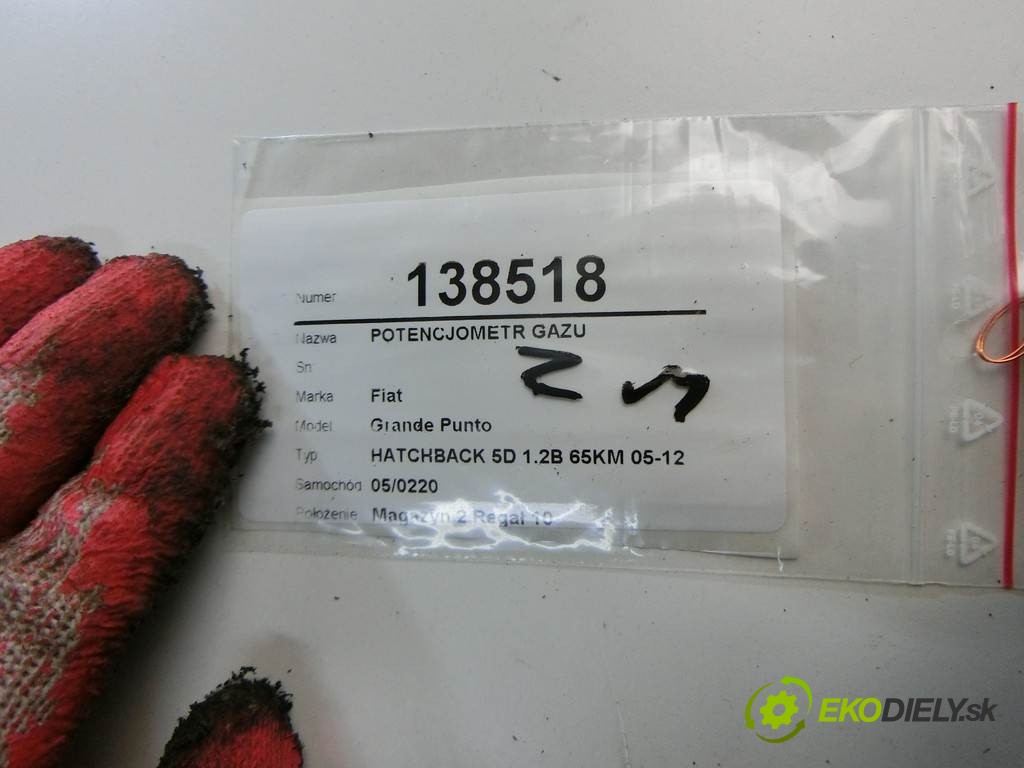 Numer 138518
Nazwa POTENCJOMETR GAZU
Sn
Marka Fiat
Model Grande Punto
Typ HATCHBACK 5D 1.2B 65KM 05-12
Samochód 05/0220
Położenie Magazyn 2 Regał 10
EKODIELY.sk